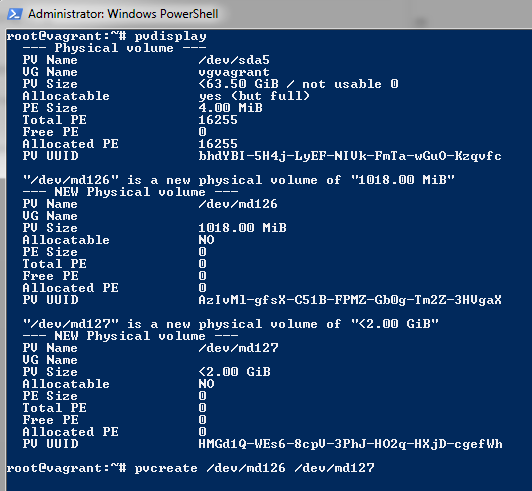 Administrator: Windows PowerShell
root@vagrant:~# pvdisplay
--- Physical volume ---
PV Name /dev/sda5
VG Name vgvagrant
PV Size <63.50 GiB / not usable 0
Allocatable yes (but full)
PE Size 4.00 MiB
Total PE 16255
Free PE 0
Allocated PE 16255
PV UUID bhdYBI-5H4j-LyEF-NIVk-FmTa-wGuO-Kzqvfc
"/dev/md126" is a new physical volume of "1018.00 MiB"
--- NEW Physical volume ---
PV Name /dev/md126
VG Name
PV Size 1018.00 MiB
Allocatable NO
PE Size 0
Total PE 0
Free PE 0
Allocated PE 0
PV UUID AzIvMl-gfsX-C51B-FPMZ-Gb0g-Tm2Z-3HVgaX
"/dev/md127" is a new physical volume of "<2.00 GiB"
--- NEW Physical volume ---
PV Name /dev/md127
VG Name
PV Size <2.00 GiB
Allocatable NO
PE Size 0
Total PE 0
Free PE 0
Allocated PE 0
PV UUID HMGd1Q-WEs6-8cpV-3PhJ-HO2q-HXjD-cgefWh
root@vagrant:~# pvcreate /dev/md126 /dev/md127